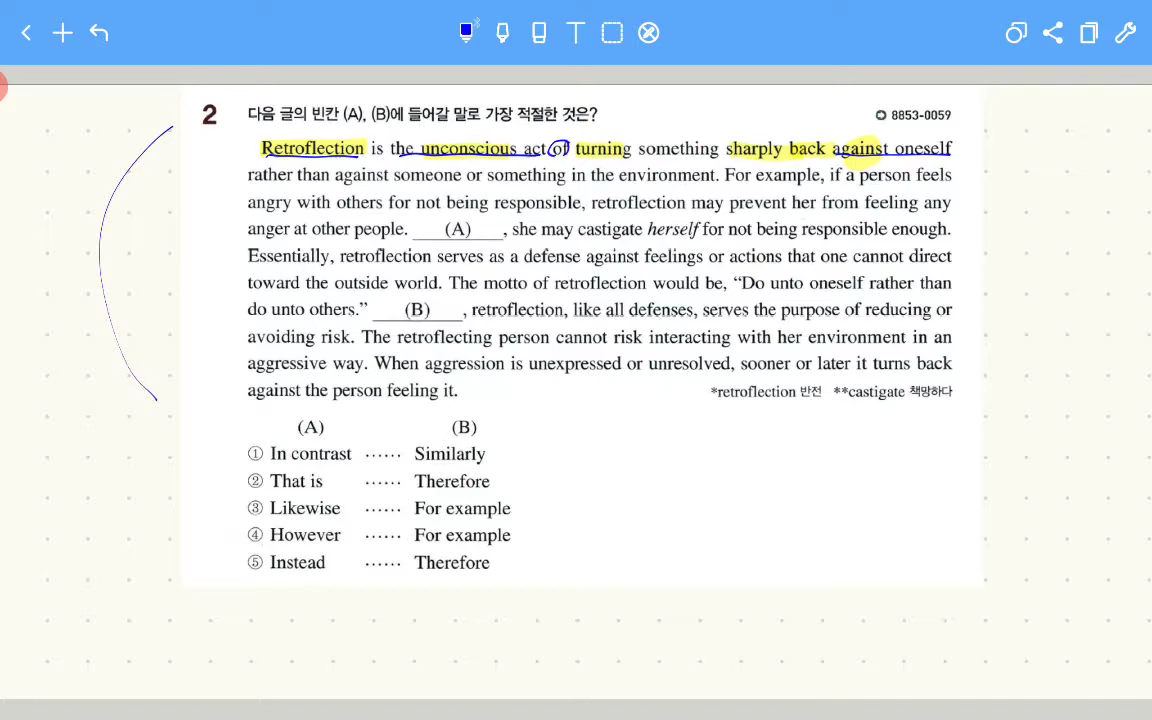 2 다음 글의 빈칸 (A), (B)에 들어갈 말로 가장 적절한 것은? 8853-0059
Retroflection is the unconscious act of turning something sharply back against oneself
rather than against someone or something in the environment. For example, if a person feels
angry with others for not being responsible, retroflection may prevent her from feeling any
anger at other people. (A) , she may castigate herself for not being responsible enough.
Essentially, retroflection serves as a defense against feelings or actions that one cannot direct
toward the outside world. The motto of retroflection would be, “Do unto oneself rather than
do unto others.” (B) , retroflection, like all defenses, serves the purpose of reducing or
avoiding risk. The retroflecting person cannot risk interacting with her environment in an
aggressive way. When aggression is unexpressed or unresolved, sooner or later it turns back
against the person feeling it. *retroflection 반전 **castigate 책망하다
(A) (B)
① In contrast ······ Similarly
② That is ······ Therefore
③ Likewise ······ For example
④ However ······ For example
⑤ Instead ······ Therefore